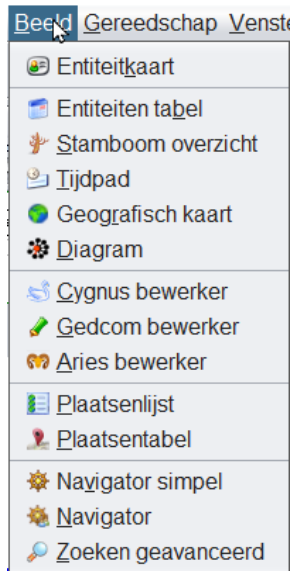 Beeld Gereedschap Venste
Entiteitkaart
Entiteiten tabel
Stamboom overzicht
Tijdpad
Geografisch kaart
Diagram
Cygnus bewerker
Gedcom bewerker
Aries bewerker
Plaatsenlijst
Plaatsentabel
Navigator simpel
Navigator
Zoeken geavanceerd